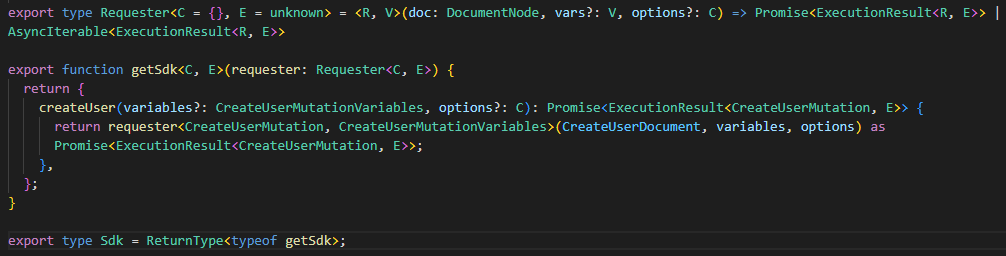 export type Requester<C = {}, E = unknown> = <R, V>(doc: DocumentNode, vars?: V, options?: C) => Promise<ExecutionResult<R, E>> |
AsyncIterable<ExecutionResult<R, E>>
export function getSdk<C, E>(requester: Requester<C, E>) {
return {
createUser(variables?: CreateUserMutationVariables, options?: C): Promise<ExecutionResult<CreateUserMutation, E>> {
return requester<CreateUserMutation, CreateUserMutationVariables>(CreateUserDocument, variables, options) as
Promise<ExecutionResult<CreateUserMutation, E>>;
},
};
}
export type Sdk = ReturnType<typeof getSdk>;